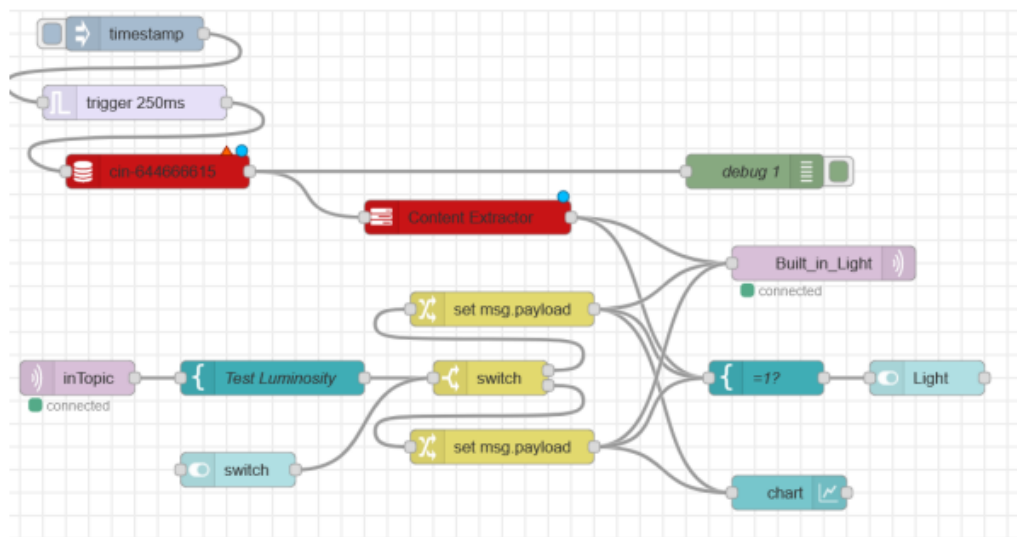 timestamp
trigger 250ms
cin-644666615
debug 1
Content Extractor
Built_in_Light
connected
set msg.payload
inTopic
Test Luminosity
switch
=1?
Light
connected
set msg.payload
switch
chart